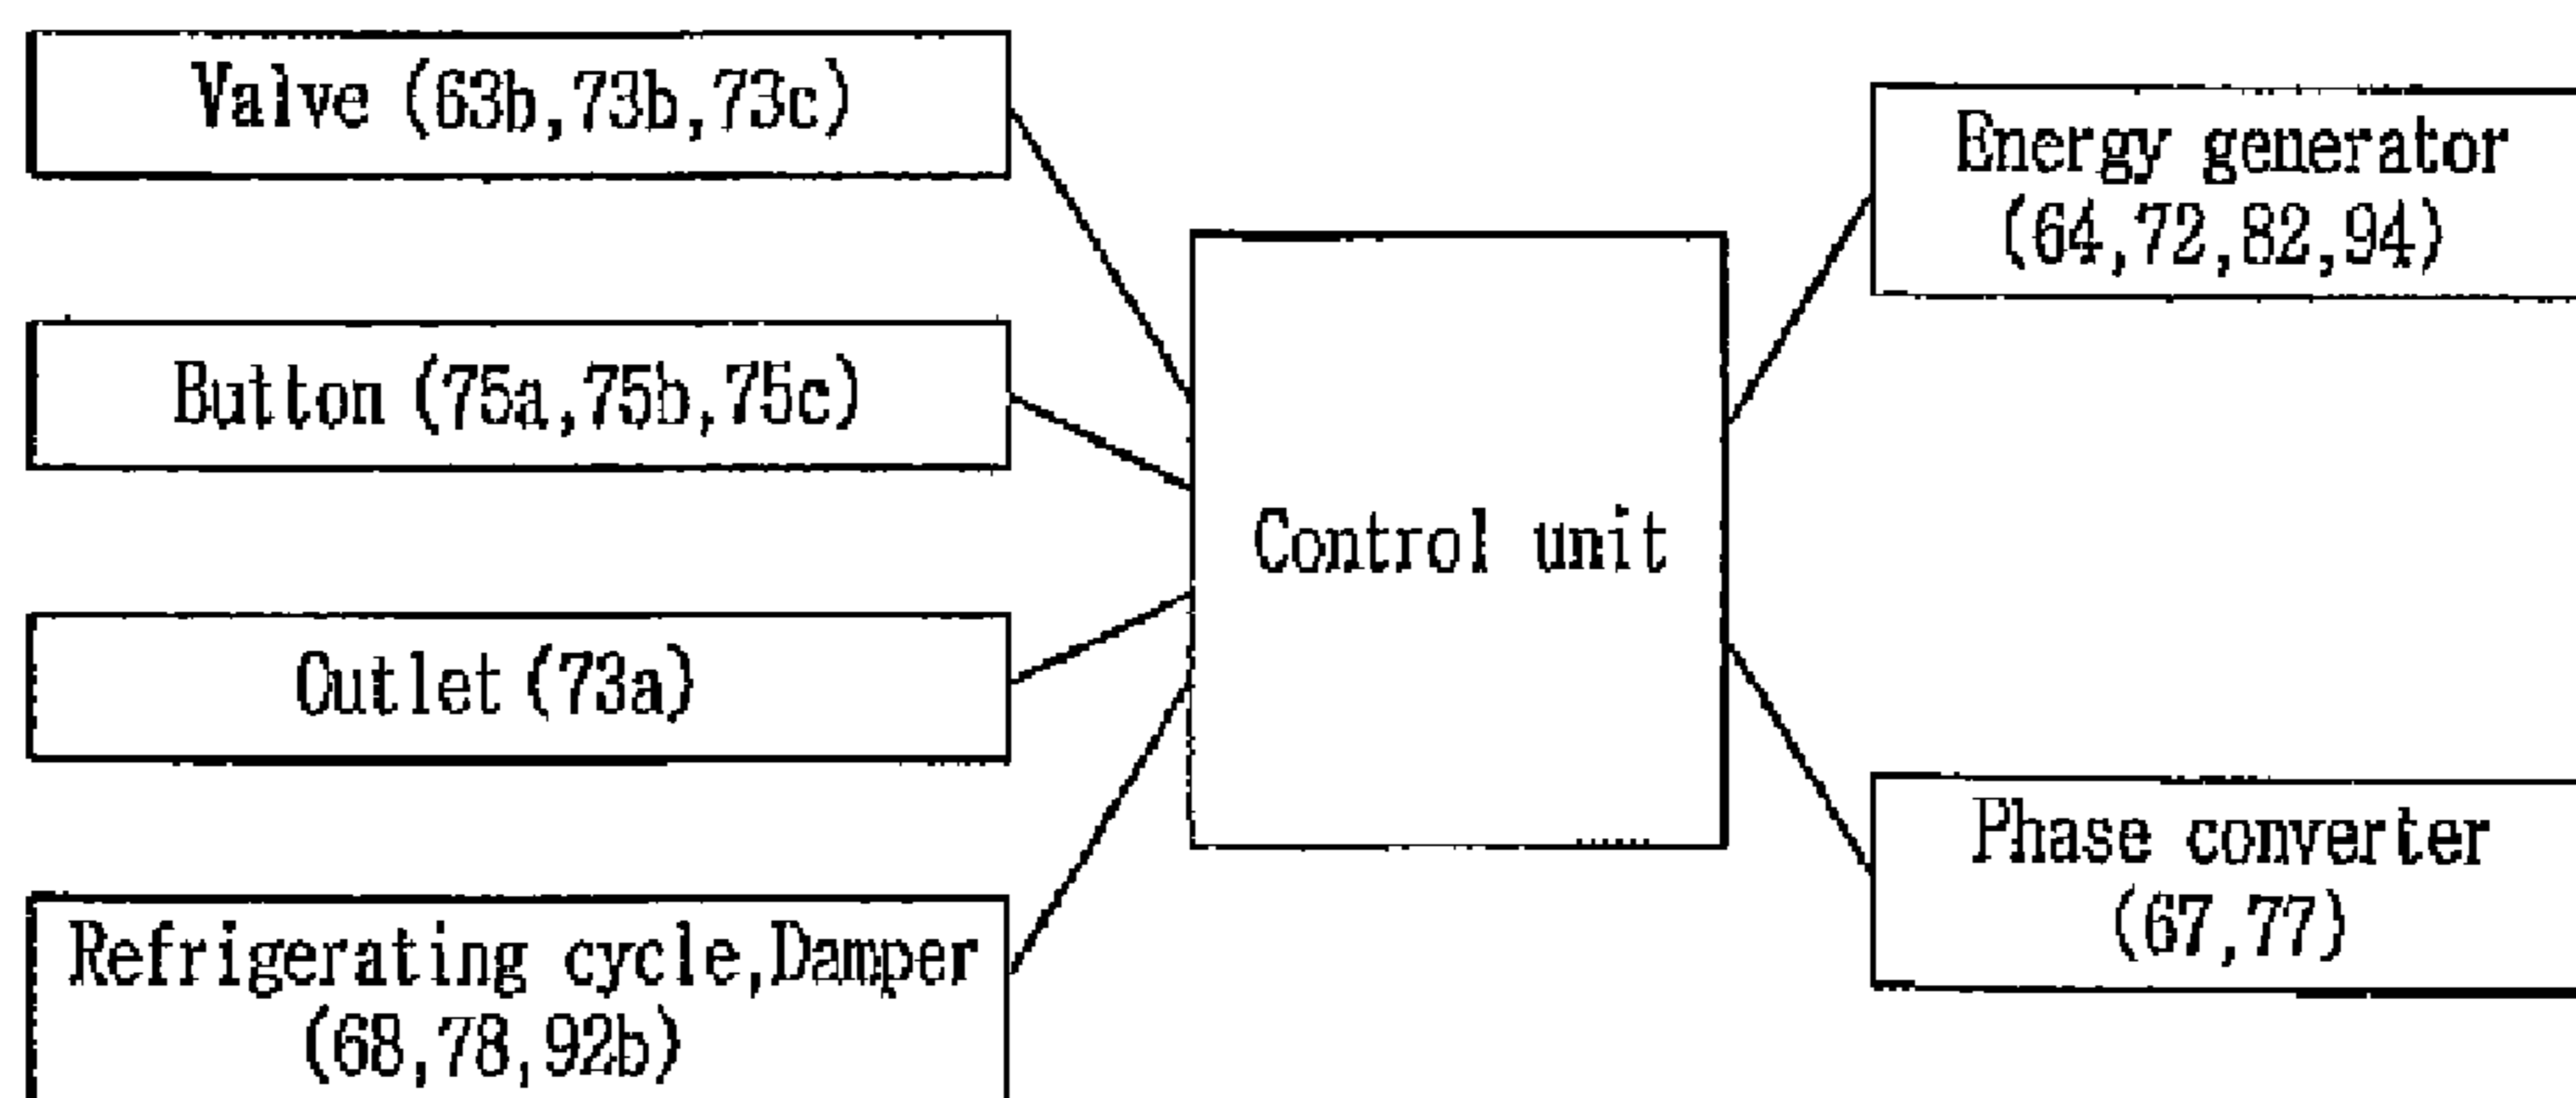 Valve (63b,73b,73c)
Button (75a,75b,75c)
Outlet (73a)
Refrigerating cycle,Damper
(68,78,92b)
Control unit
Energy generator
(64,72,82,94)
Phase converter
(67,77)